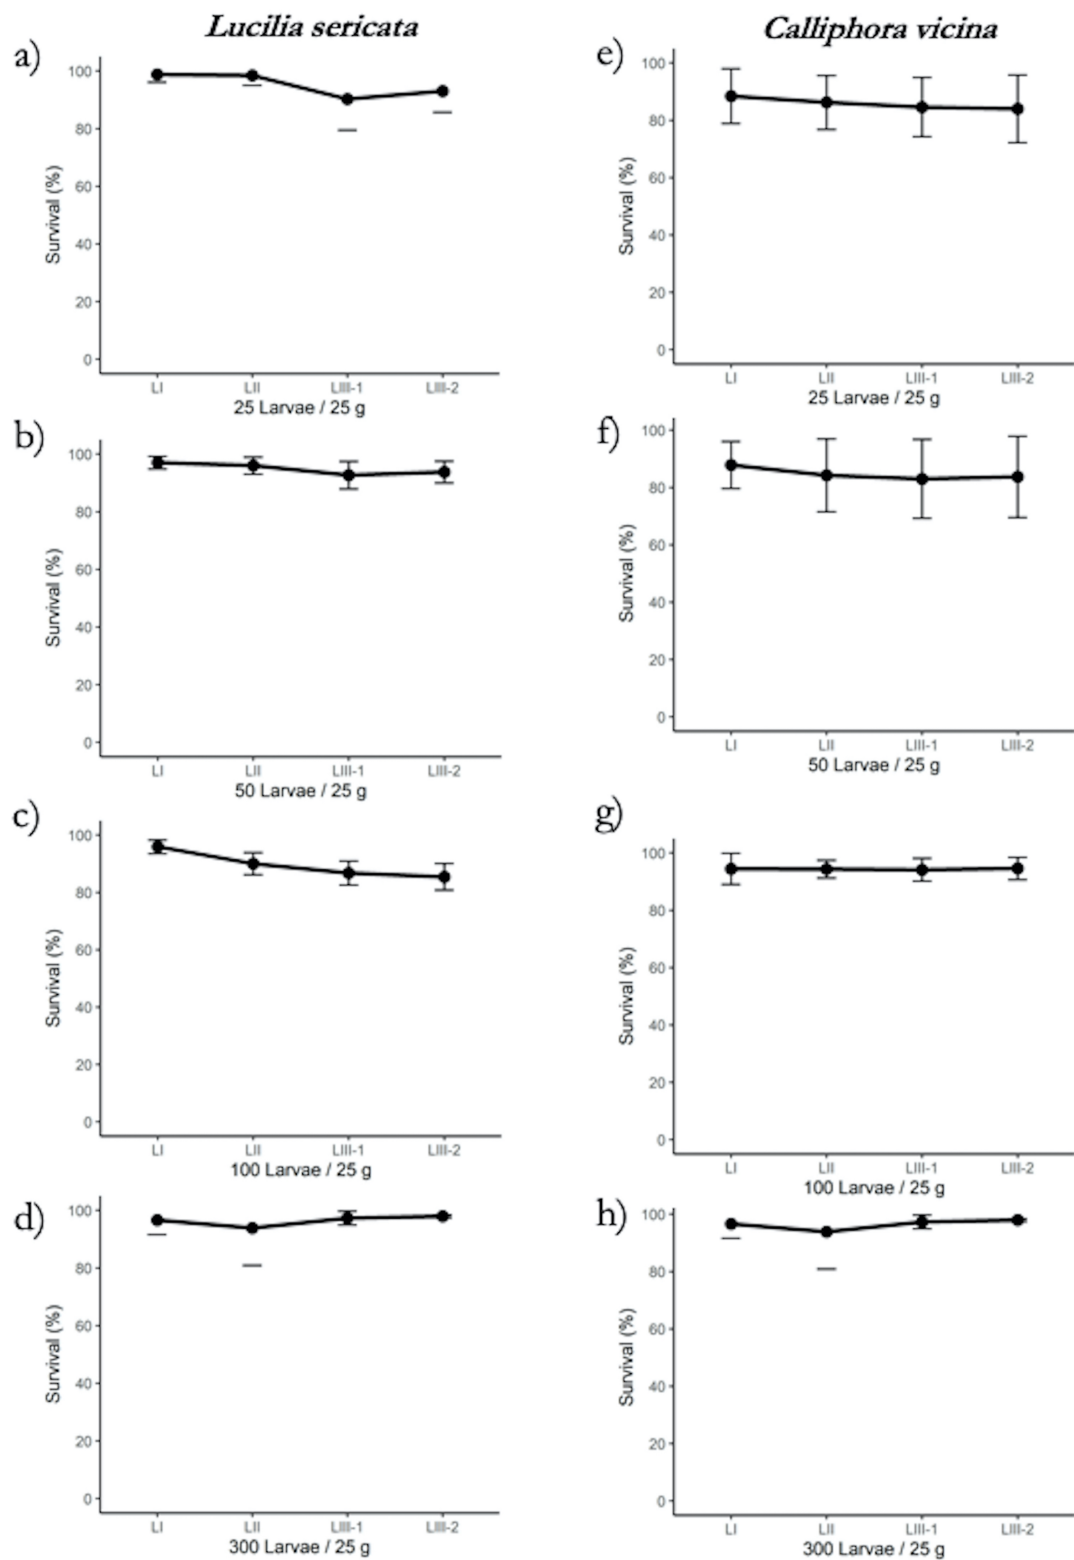 Lucilia sericata
Calliphora vicina
a)
100
80
60
40
20
0
Survival (%)
LI LII LIII-1 LIII-2
25 Larvae / 25 g
e)
100
80
60
40
20
0
Survival (%)
LI LII LIII-1 LIII-2
25 Larvae / 25 g
b)
100
80
60
40
20
0
Survival (%)
LI LII LIII-1 LIII-2
50 Larvae / 25 g
f)
100
80
60
40
20
0
Survival (%)
LI LII LIII-1 LIII-2
50 Larvae / 25 g
c)
100
80
60
40
20
0
Survival (%)
LI LII LIII-1 LIII-2
100 Larvae / 25 g
g)
100
80
60
40
20
0
Survival (%)
LI LII LIII-1 LIII-2
100 Larvae / 25 g
d)
100
80
60
40
20
0
Survival (%)
LI LII LIII-1 LIII-2
300 Larvae / 25 g
h)
100
80
60
40
20
0
Survival (%)
LI LII LIII-1 LIII-2
300 Larvae / 25 g